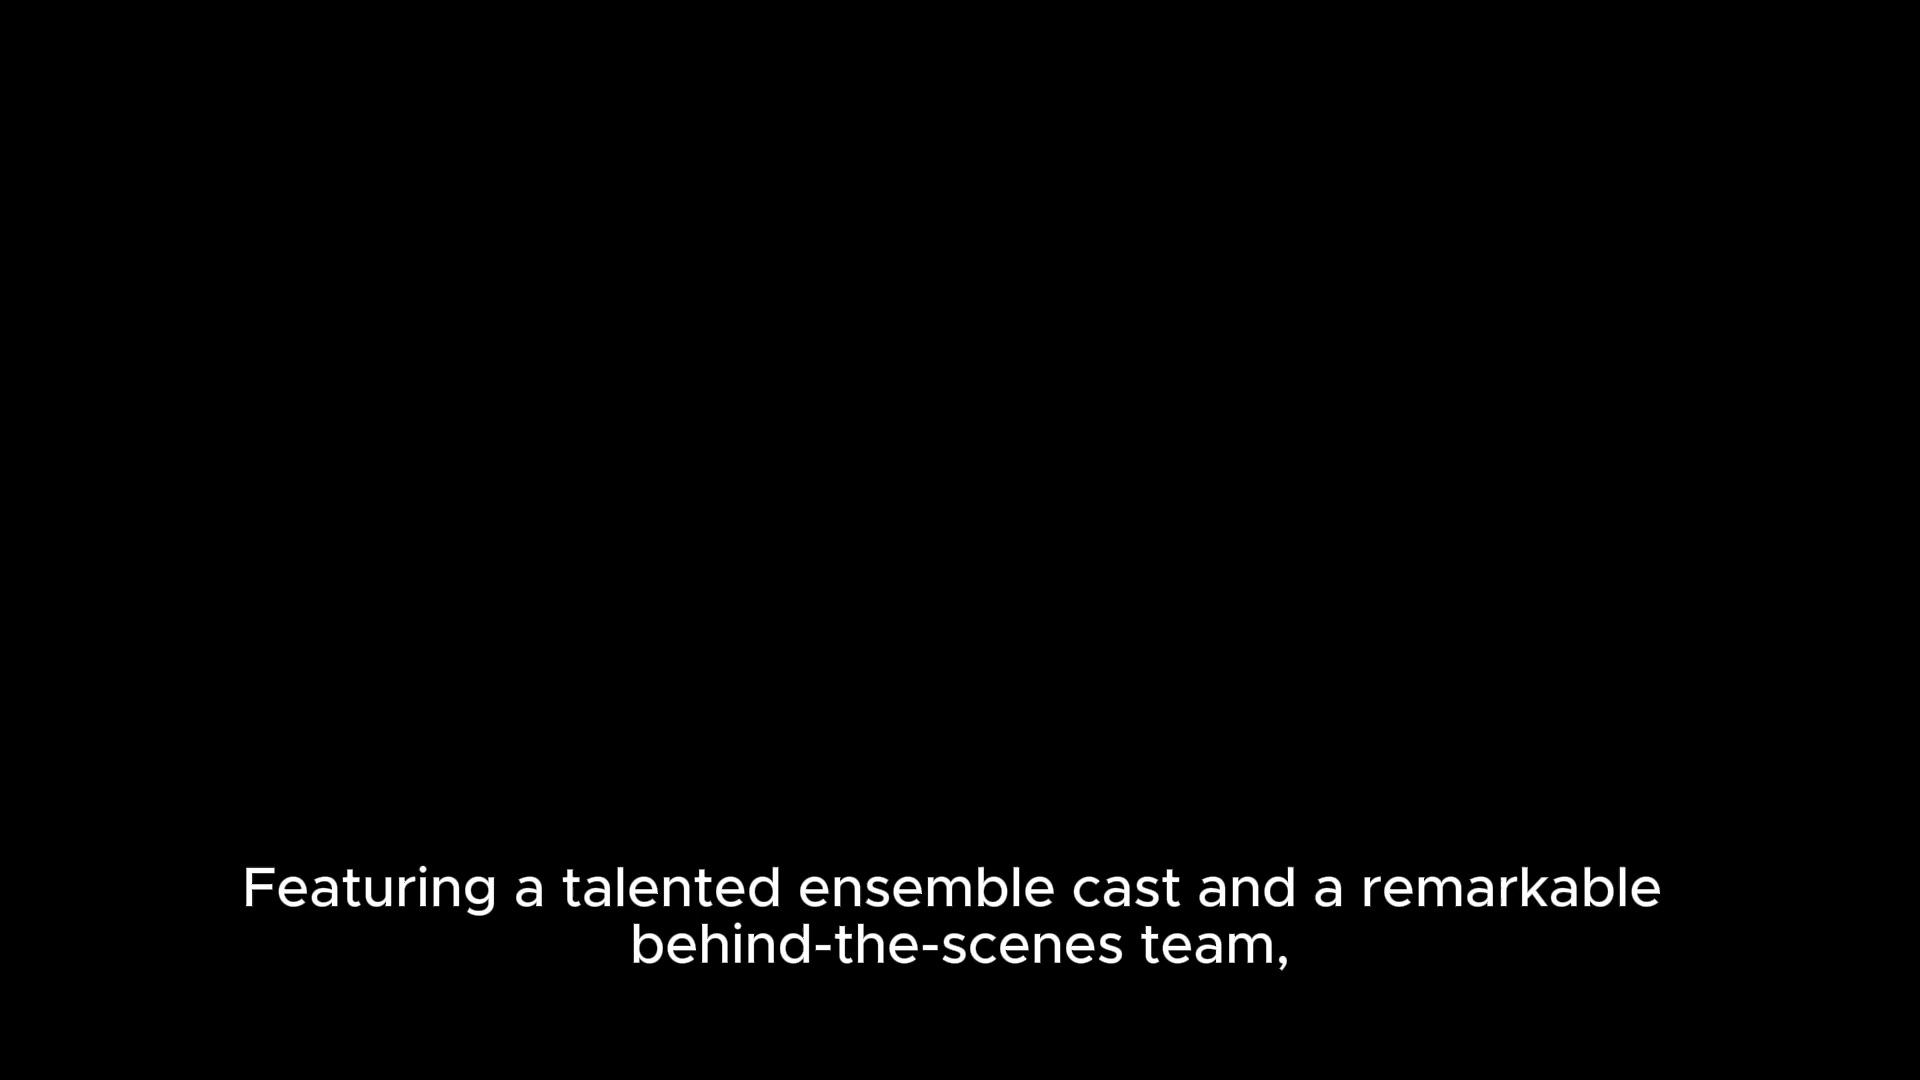 Featuring a talented ensemble cast and a remarkable
behind-the-scenes team,